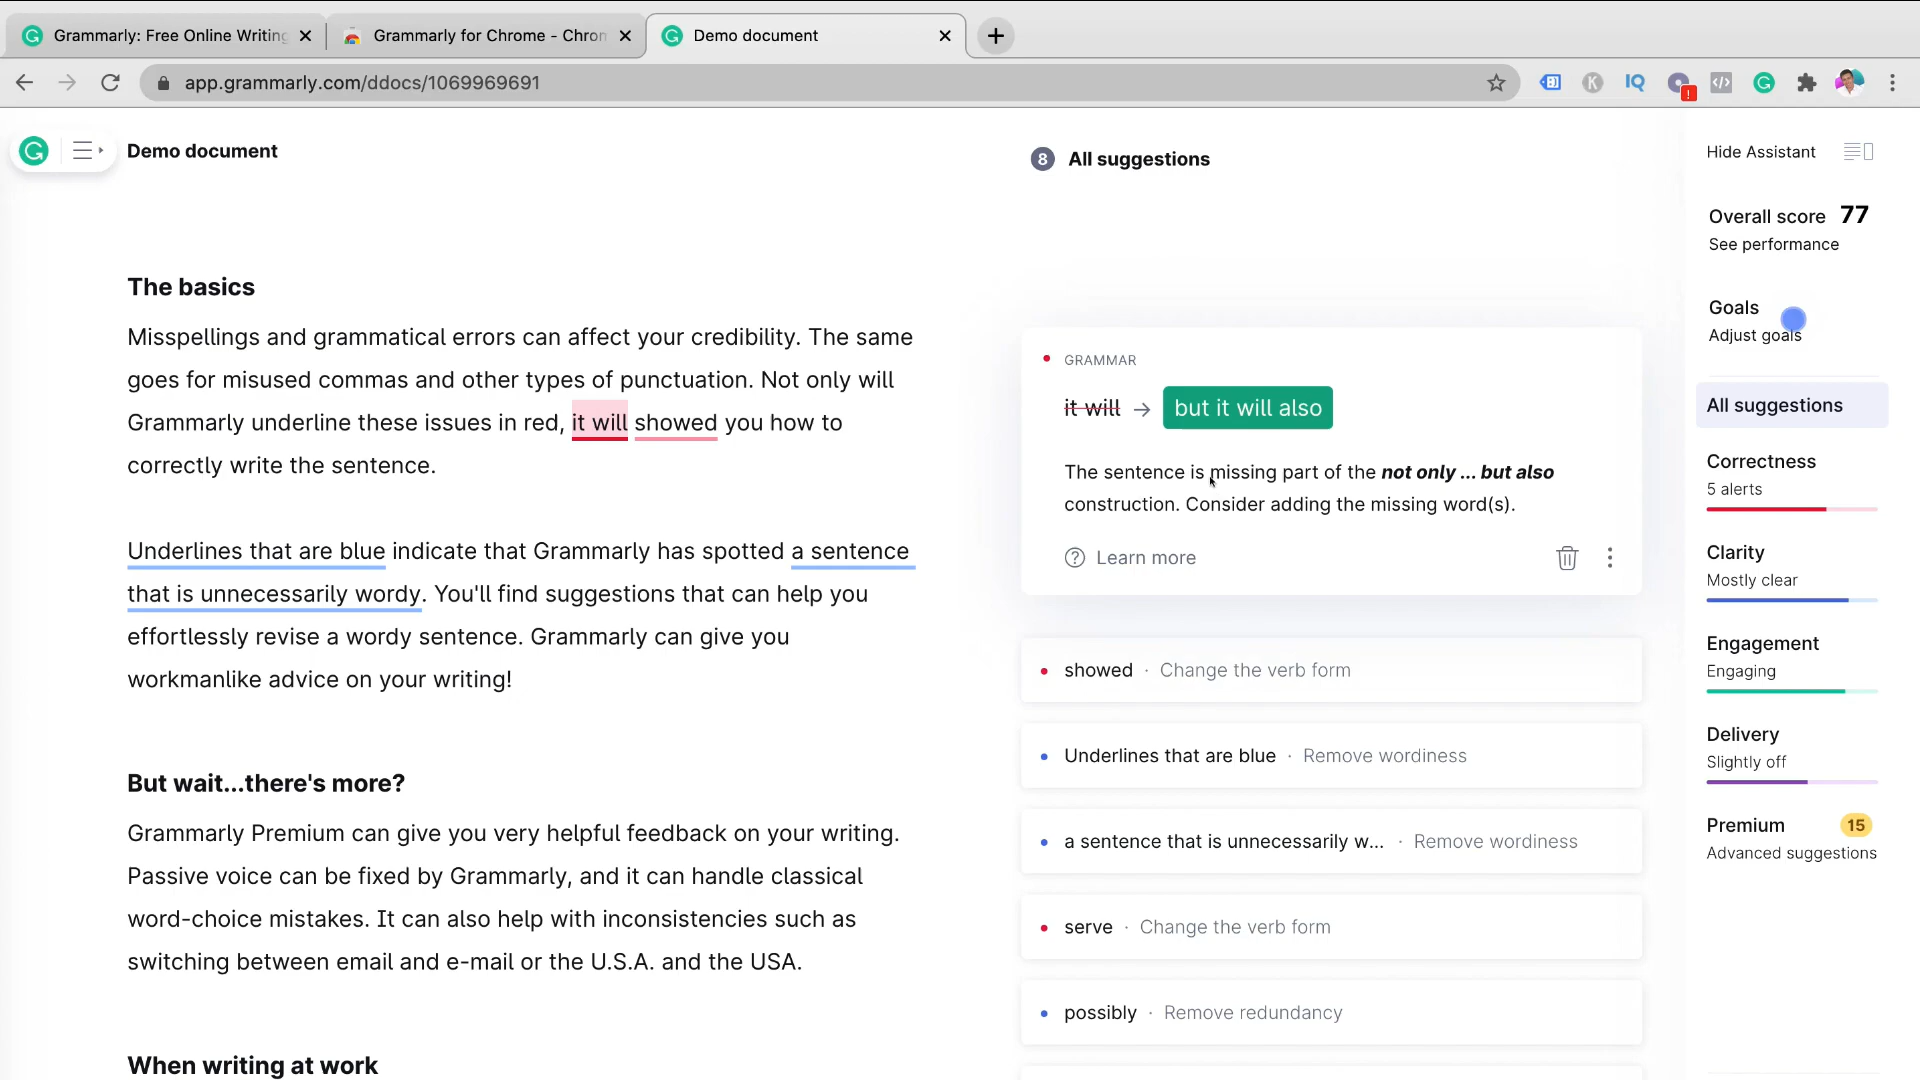 Grammarly: Free Online Writing
Grammarly for Chrome - Chron
Demo document
app.grammarly.com/ddocs/1069969691
Demo document
8 All suggestions
Hide Assistant
Overall score 77
See performance
Goals
Adjust goals
All suggestions
Correctness
5 alerts
Clarity
Mostly clear
Engagement
Engaging
Delivery
Slightly off
Premium 15
Advanced suggestions
The basics
Misspellings and grammatical errors can affect your credibility. The same
goes for misused commas and other types of punctuation. Not only will
Grammarly underline these issues in red, it will showed you how to
correctly write the sentence.
Underlines that are blue indicate that Grammarly has spotted a sentence
that is unnecessarily wordy. You'll find suggestions that can help you
effortlessly revise a wordy sentence. Grammarly can give you
workmanlike advice on your writing!
But wait...there's more?
Grammarly Premium can give you very helpful feedback on your writing.
Passive voice can be fixed by Grammarly, and it can handle classical
word-choice mistakes. It can also help with inconsistencies such as
switching between email and e-mail or the U.S.A. and the USA.
When writing at work
GRAMMAR
it will → but it will also
The sentence is missing part of the not only ... but also
construction. Consider adding the missing word(s).
Learn more
showed · Change the verb form
Underlines that are blue · Remove wordiness
a sentence that is unnecessarily w... · Remove wordiness
serve · Change the verb form
possibly · Remove redundancy